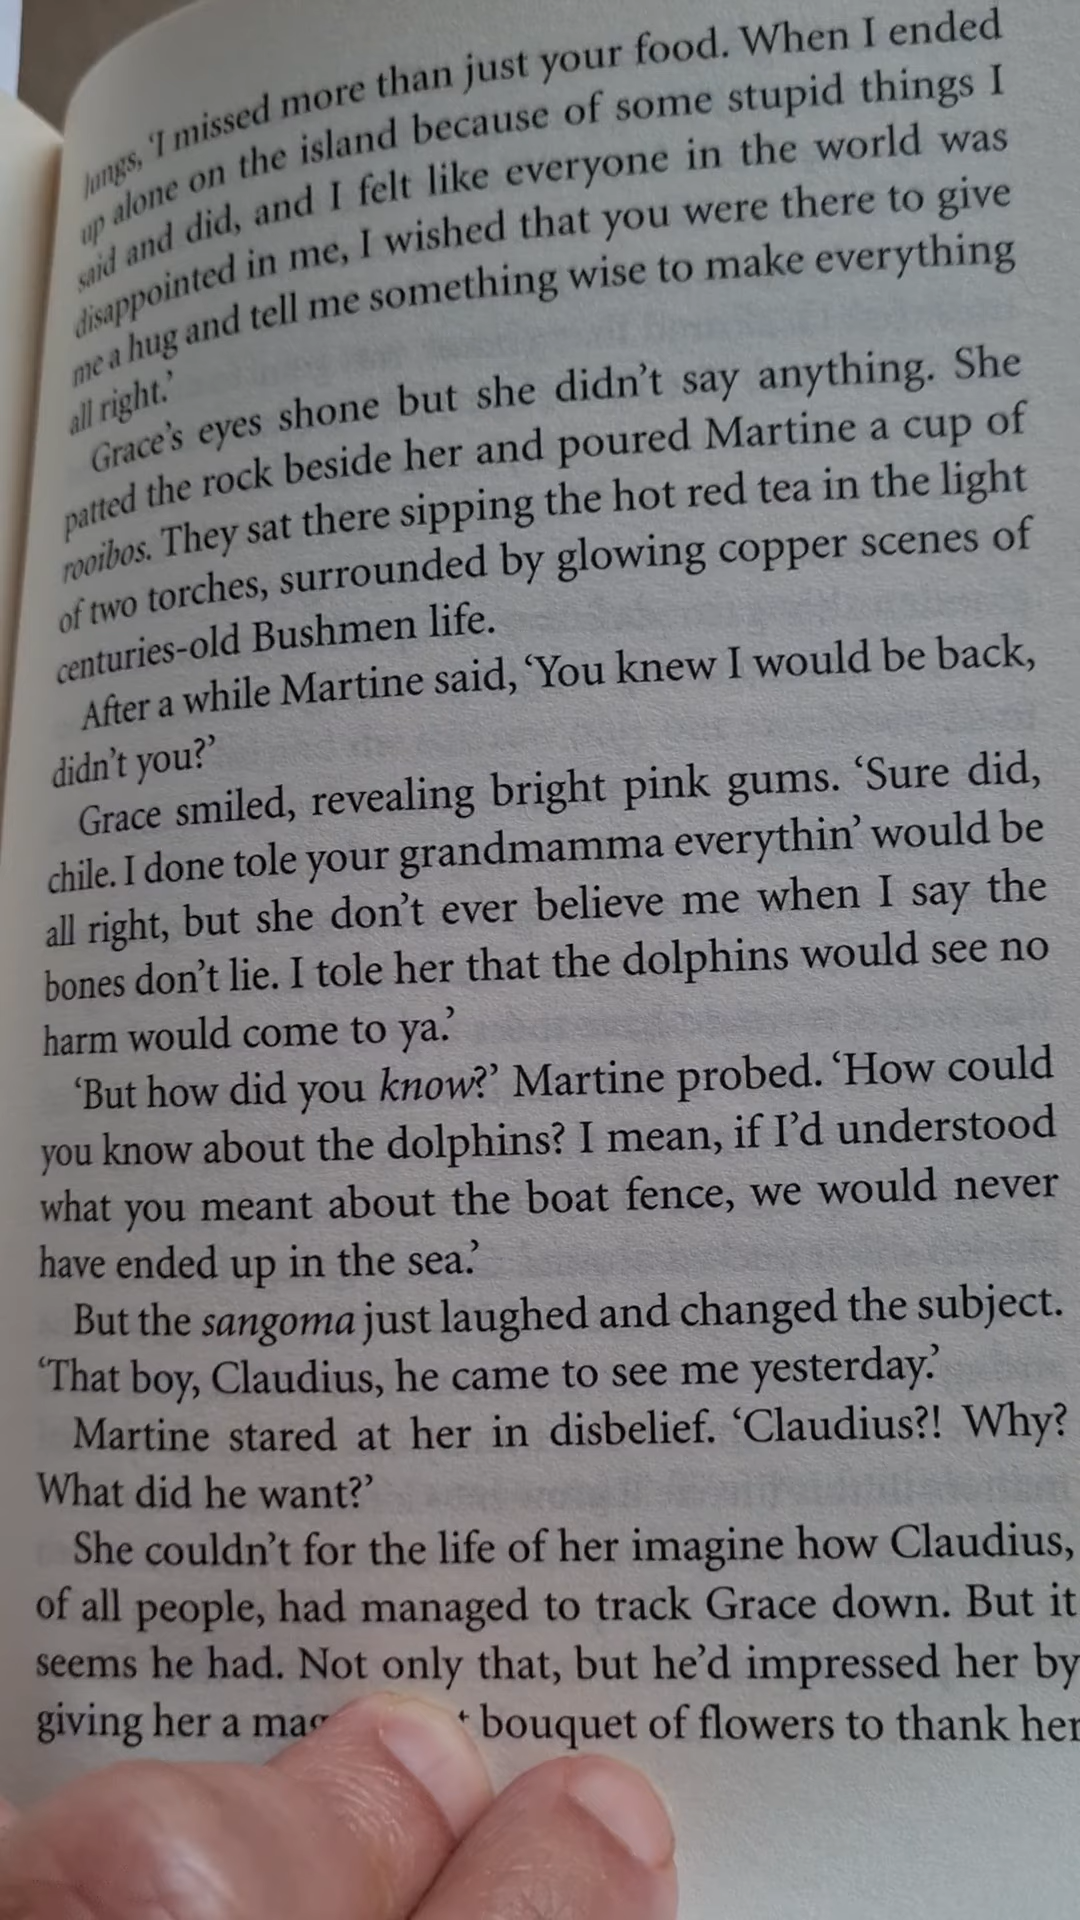 lungs, ‘I missed more than just your food. When I ended
up alone on the island because of some stupid things I
said and did, and I felt like everyone in the world was
disappointed in me, I wished that you were there to give
me a hug and tell me something wise to make everything
all right.’
Grace’s eyes shone but she didn’t say anything. She
patted the rock beside her and poured Martine a cup of
rooibos. They sat there sipping the hot red tea in the light
of two torches, surrounded by glowing copper scenes of
centuries-old Bushmen life.
After a while Martine said, ‘You knew I would be back,
didn’t you?’
Grace smiled, revealing bright pink gums. ‘Sure did,
chile. I done tole your grandmamma everythin’ would be
all right, but she don’t ever believe me when I say the
bones don’t lie. I tole her that the dolphins would see no
harm would come to ya.’
‘But how did you know?’ Martine probed. ‘How could
you know about the dolphins? I mean, if I’d understood
what you meant about the boat fence, we would never
have ended up in the sea.’
But the sangoma just laughed and changed the subject.
‘That boy, Claudius, he came to see me yesterday.’
Martine stared at her in disbelief. ‘Claudius?! Why?
What did he want?’
She couldn’t for the life of her imagine how Claudius,
of all people, had managed to track Grace down. But it
seems he had. Not only that, but he’d impressed her by
giving her a bouquet of flowers to thank her